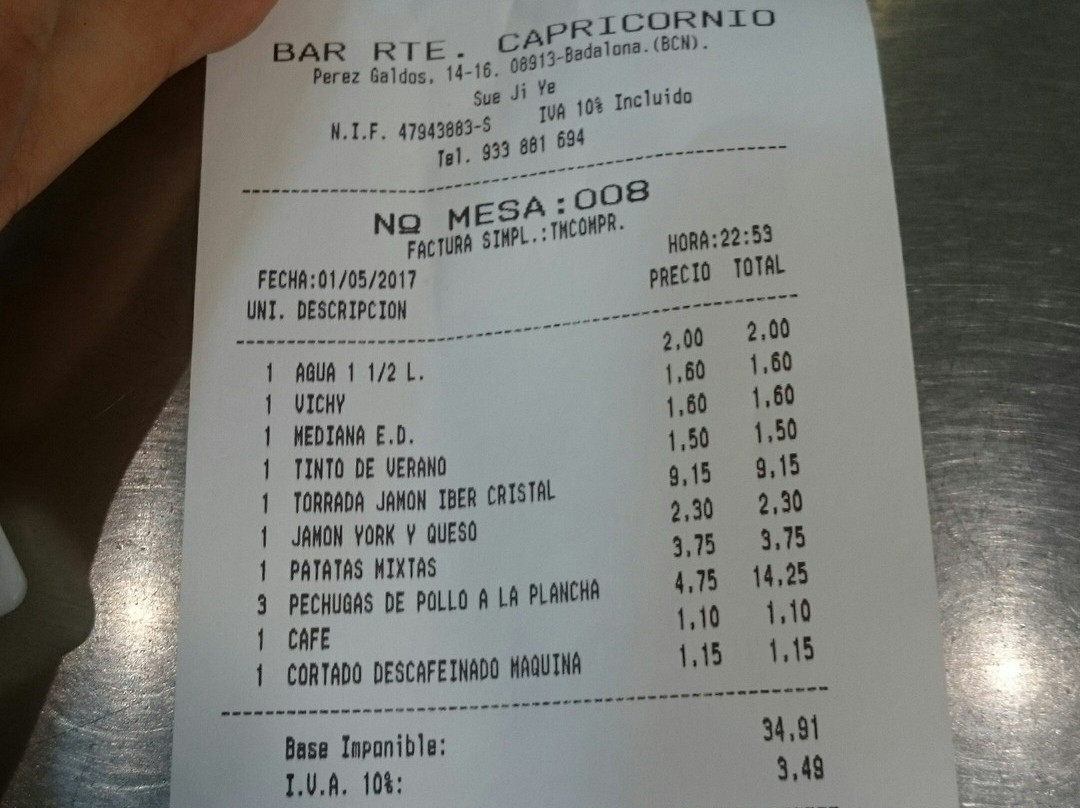 BAR RTE. CAPRICORNIO
Perez Galdos, 14-16. 08913-Badalona.(BCN).
Sue Ji Ye
N.I.F. 47943883-S IVA 10% Incluido
Tel. 933 881 694
Nº MESA:008
FACTURA SIMPL.:TMCOMPR.
FECHA:01/05/2017 HORA:22:53
UNI. DESCRIPCION PRECIO TOTAL
1 AGUA 1 1/2 L. 2,00 2,00
1 VICHY 1,60 1,60
1 MEDIANA E.D. 1,60 1,60
1 TINTO DE VERANO 1,50 1,50
1 TORRADA JAMON IBER CRISTAL 9,15 9,15
1 JAMON YORK Y QUESO 2,30 2,30
1 PATATAS MIXTAS 3,75 3,75
3 PECHUGAS DE POLLO A LA PLANCHA 4,75 14,25
1 CAFE 1,10 1,10
1 CORTADO DESCAFEINADO MAQUINA 1,15 1,15
Base Imponible: 34,91
I.V.A. 10%: 3,49